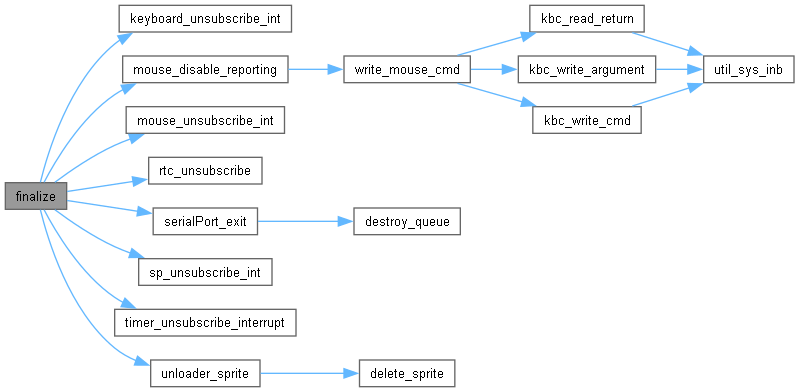 keyboard_unsubscribe_int
kbc_read_return
mouse_disable_reporting
write_mouse_cmd
kbc_write_argument
util_sys_inb
mouse_unsubscribe_int
kbc_write_cmd
rtc_unsubscribe
finalize
serialPort_exit
destroy_queue
sp_unsubscribe_int
timer_unsubscribe_interrupt
unloader_sprite
delete_sprite